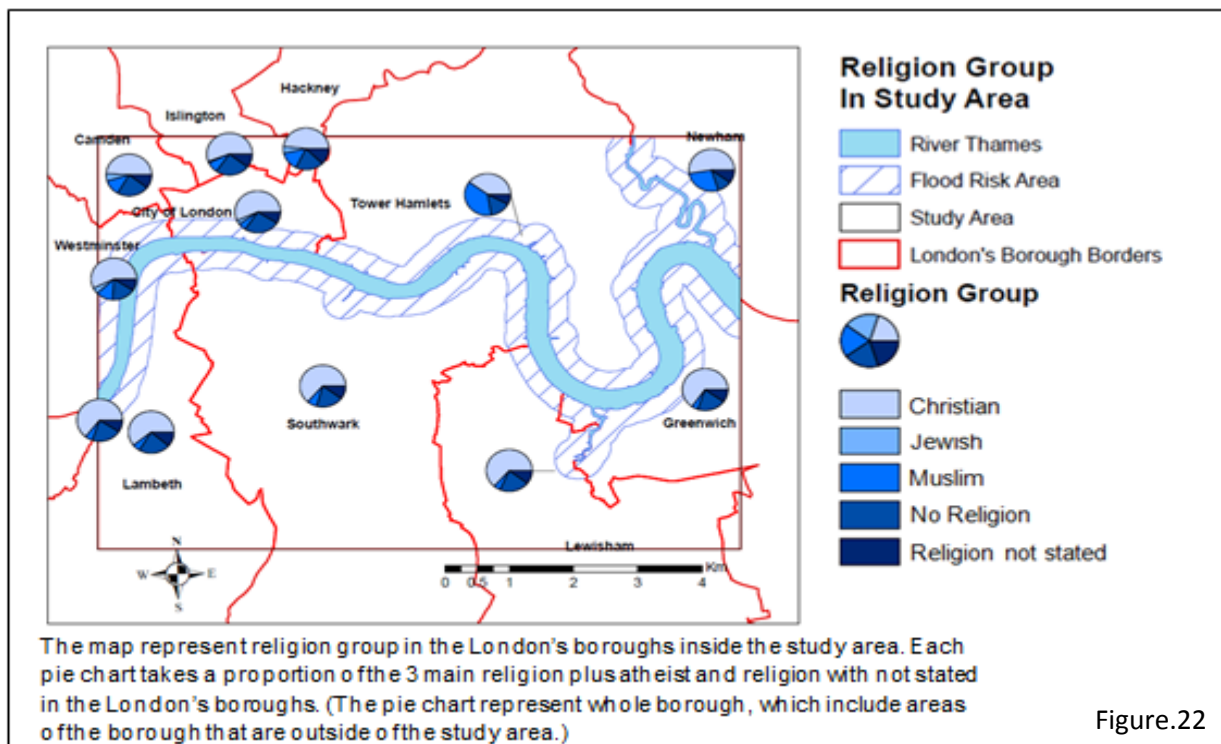 Hackney
Islington
Camden
Newham
City of London
Tower Hamlets
Westminster
Southwark
Greenwich
Lambeth
Lewisham
N
W E
S
Km
0 0.5 1 2 3 4
Religion Group
In Study Area
River Thames
Flood Risk Area
Study Area
London's Borough Borders
Religion Group
Christian
Jewish
Muslim
No Religion
Religion not stated
The map represent religion group in the London's boroughs inside the study area. Each
pie chart takes a proportion of the 3 main religion plus atheist and religion with not stated
in the London's boroughs. (The pie chart represent whole borough, which include areas
of the borough that are outside of the study area.)
Figure.22